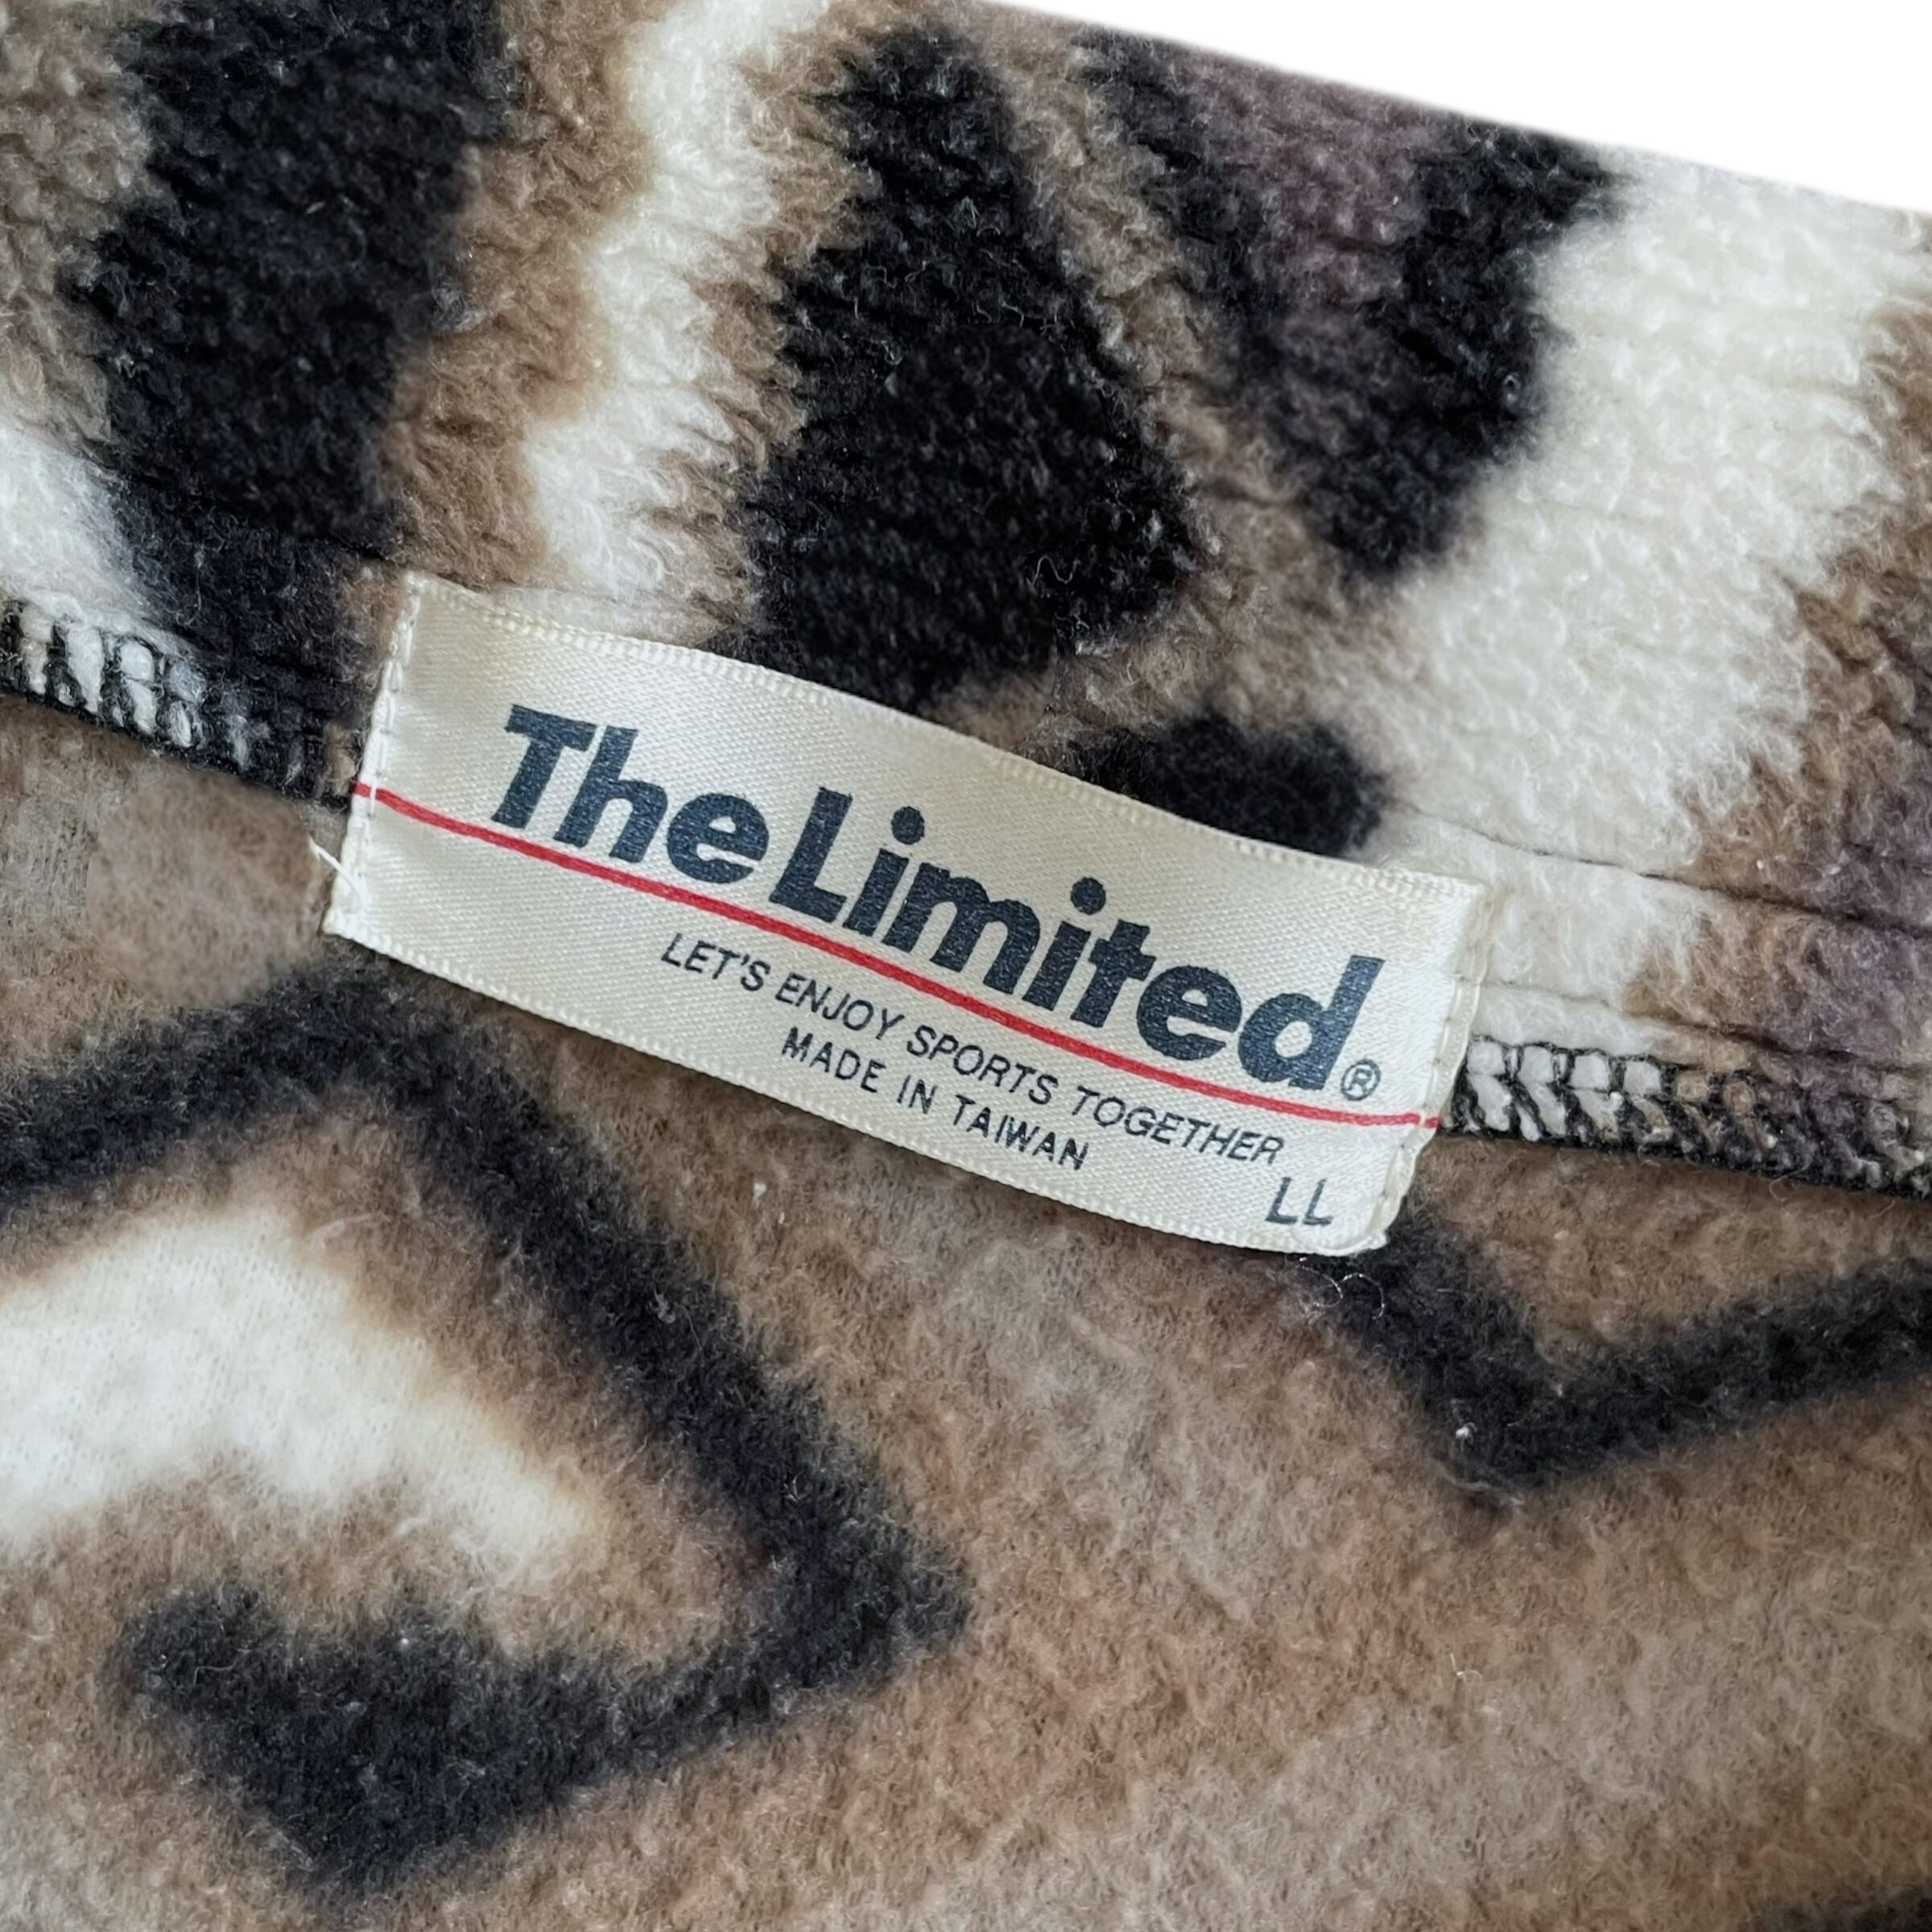 The Limited®
LET'S ENJOY SPORTS TOGETHER
MADE IN TAIWAN
LL